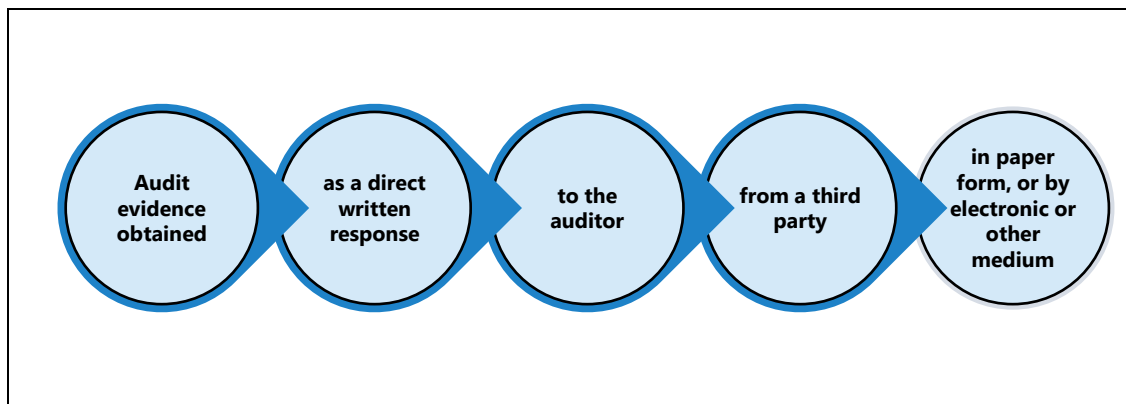 Audit
evidence
obtained
as a direct
written
response
to the
auditor
from a third
party
in paper
form, or by
electronic or
other
medium